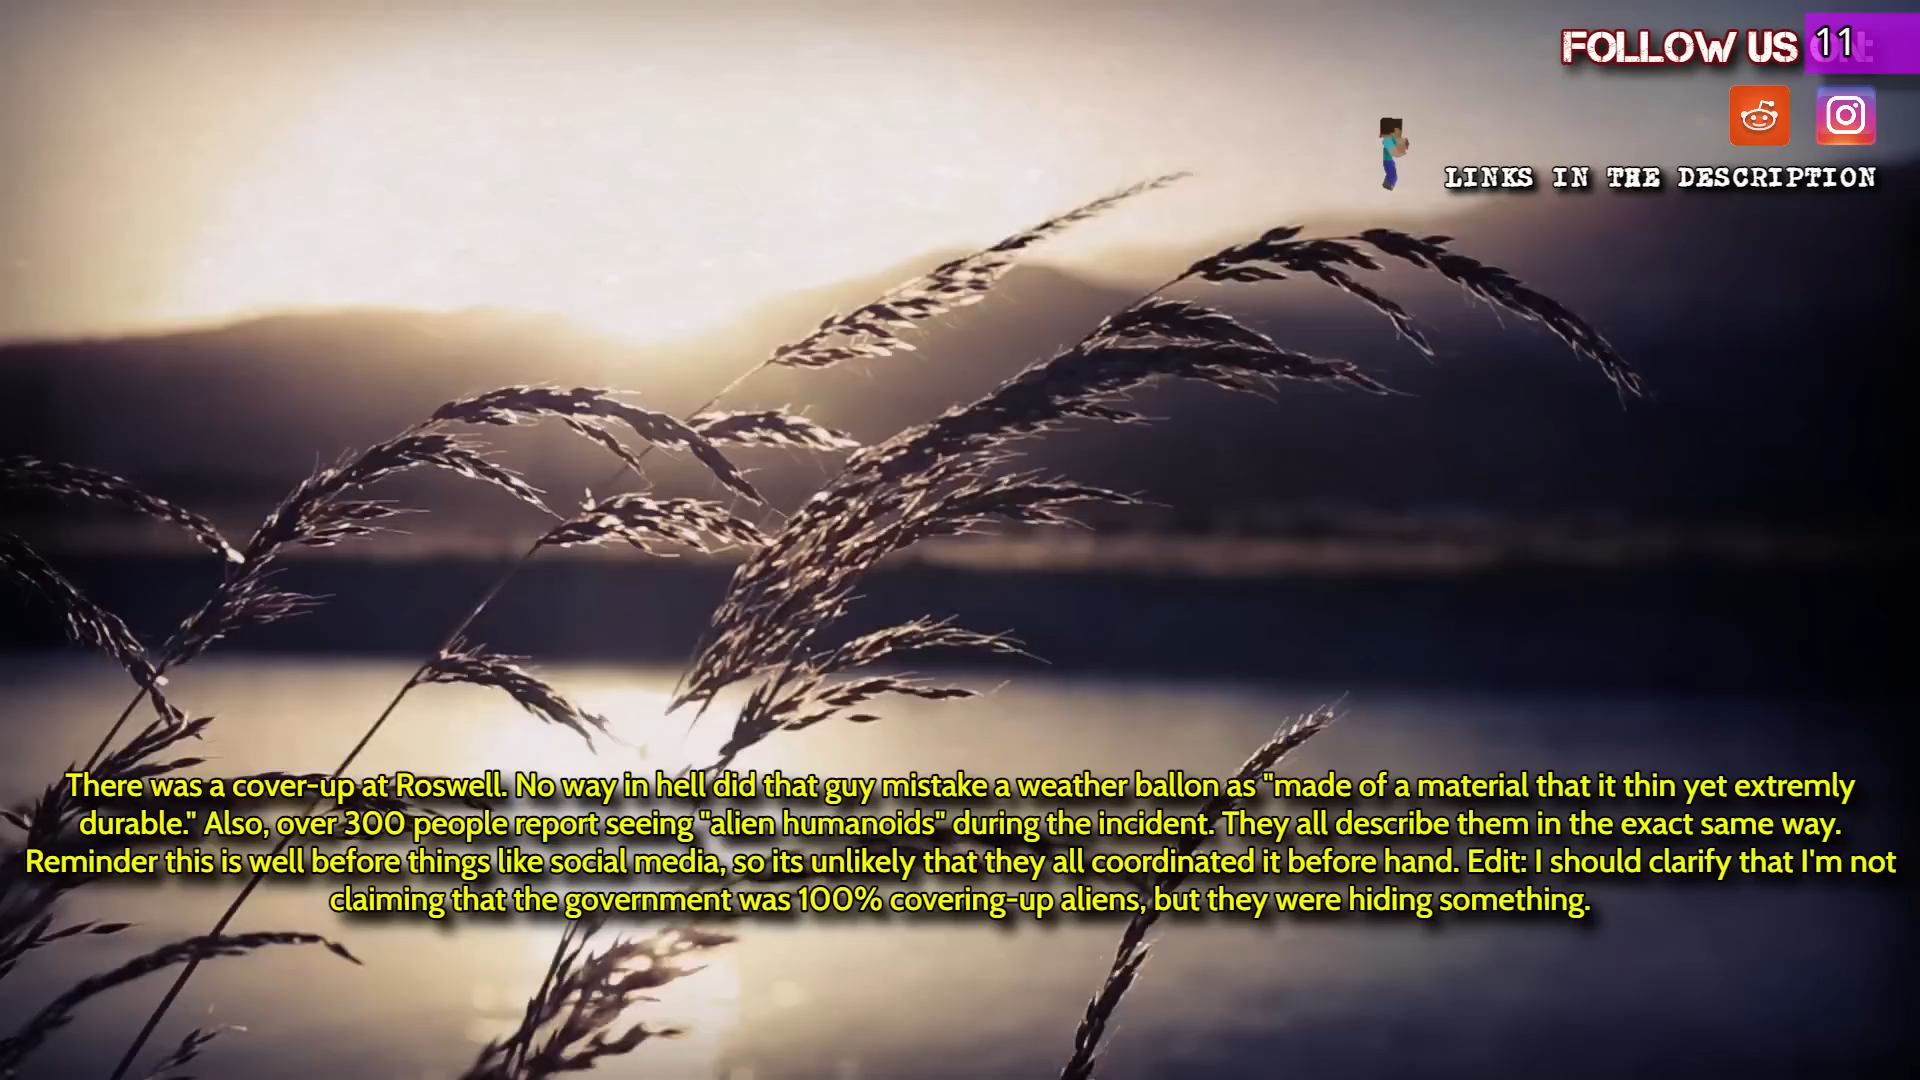 FOLLOW US ON:
11
LINKS IN THE DESCRIPTION
There was a cover-up at Roswell. No way in hell did that guy mistake a weather ballon as "made of a material that it thin yet extremly
durable." Also, over 300 people report seeing "alien humanoids" during the incident. They all describe them in the exact same way.
Reminder this is well before things like social media, so its unlikely that they all coordinated it before hand. Edit: I should clarify that I'm not
claiming that the government was 100% covering-up aliens, but they were hiding something.